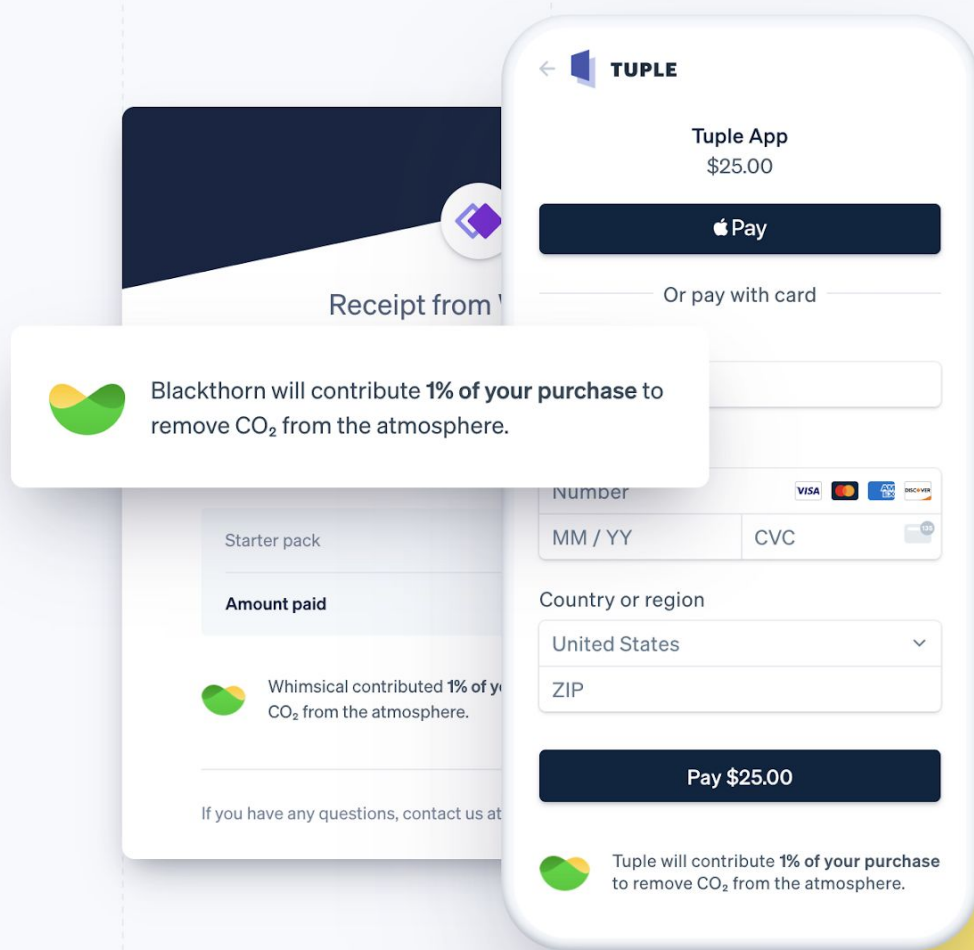 TUPLE
Tuple App
$25.00
Pay
Or pay with card
Receipt from
Blackthorn will contribute 1% of your purchase to
remove CO₂ from the atmosphere.
Number
VISA
AM
EX
DISCOVER
MM / YY
CVC
135
Starter pack
Amount paid
Country or region
United States
ZIP
Whimsical contributed 1% of
CO₂ from the atmosphere.
Pay $25.00
If you have any questions, contact us at
Tuple will contribute 1% of your purchase
to remove CO₂ from the atmosphere.